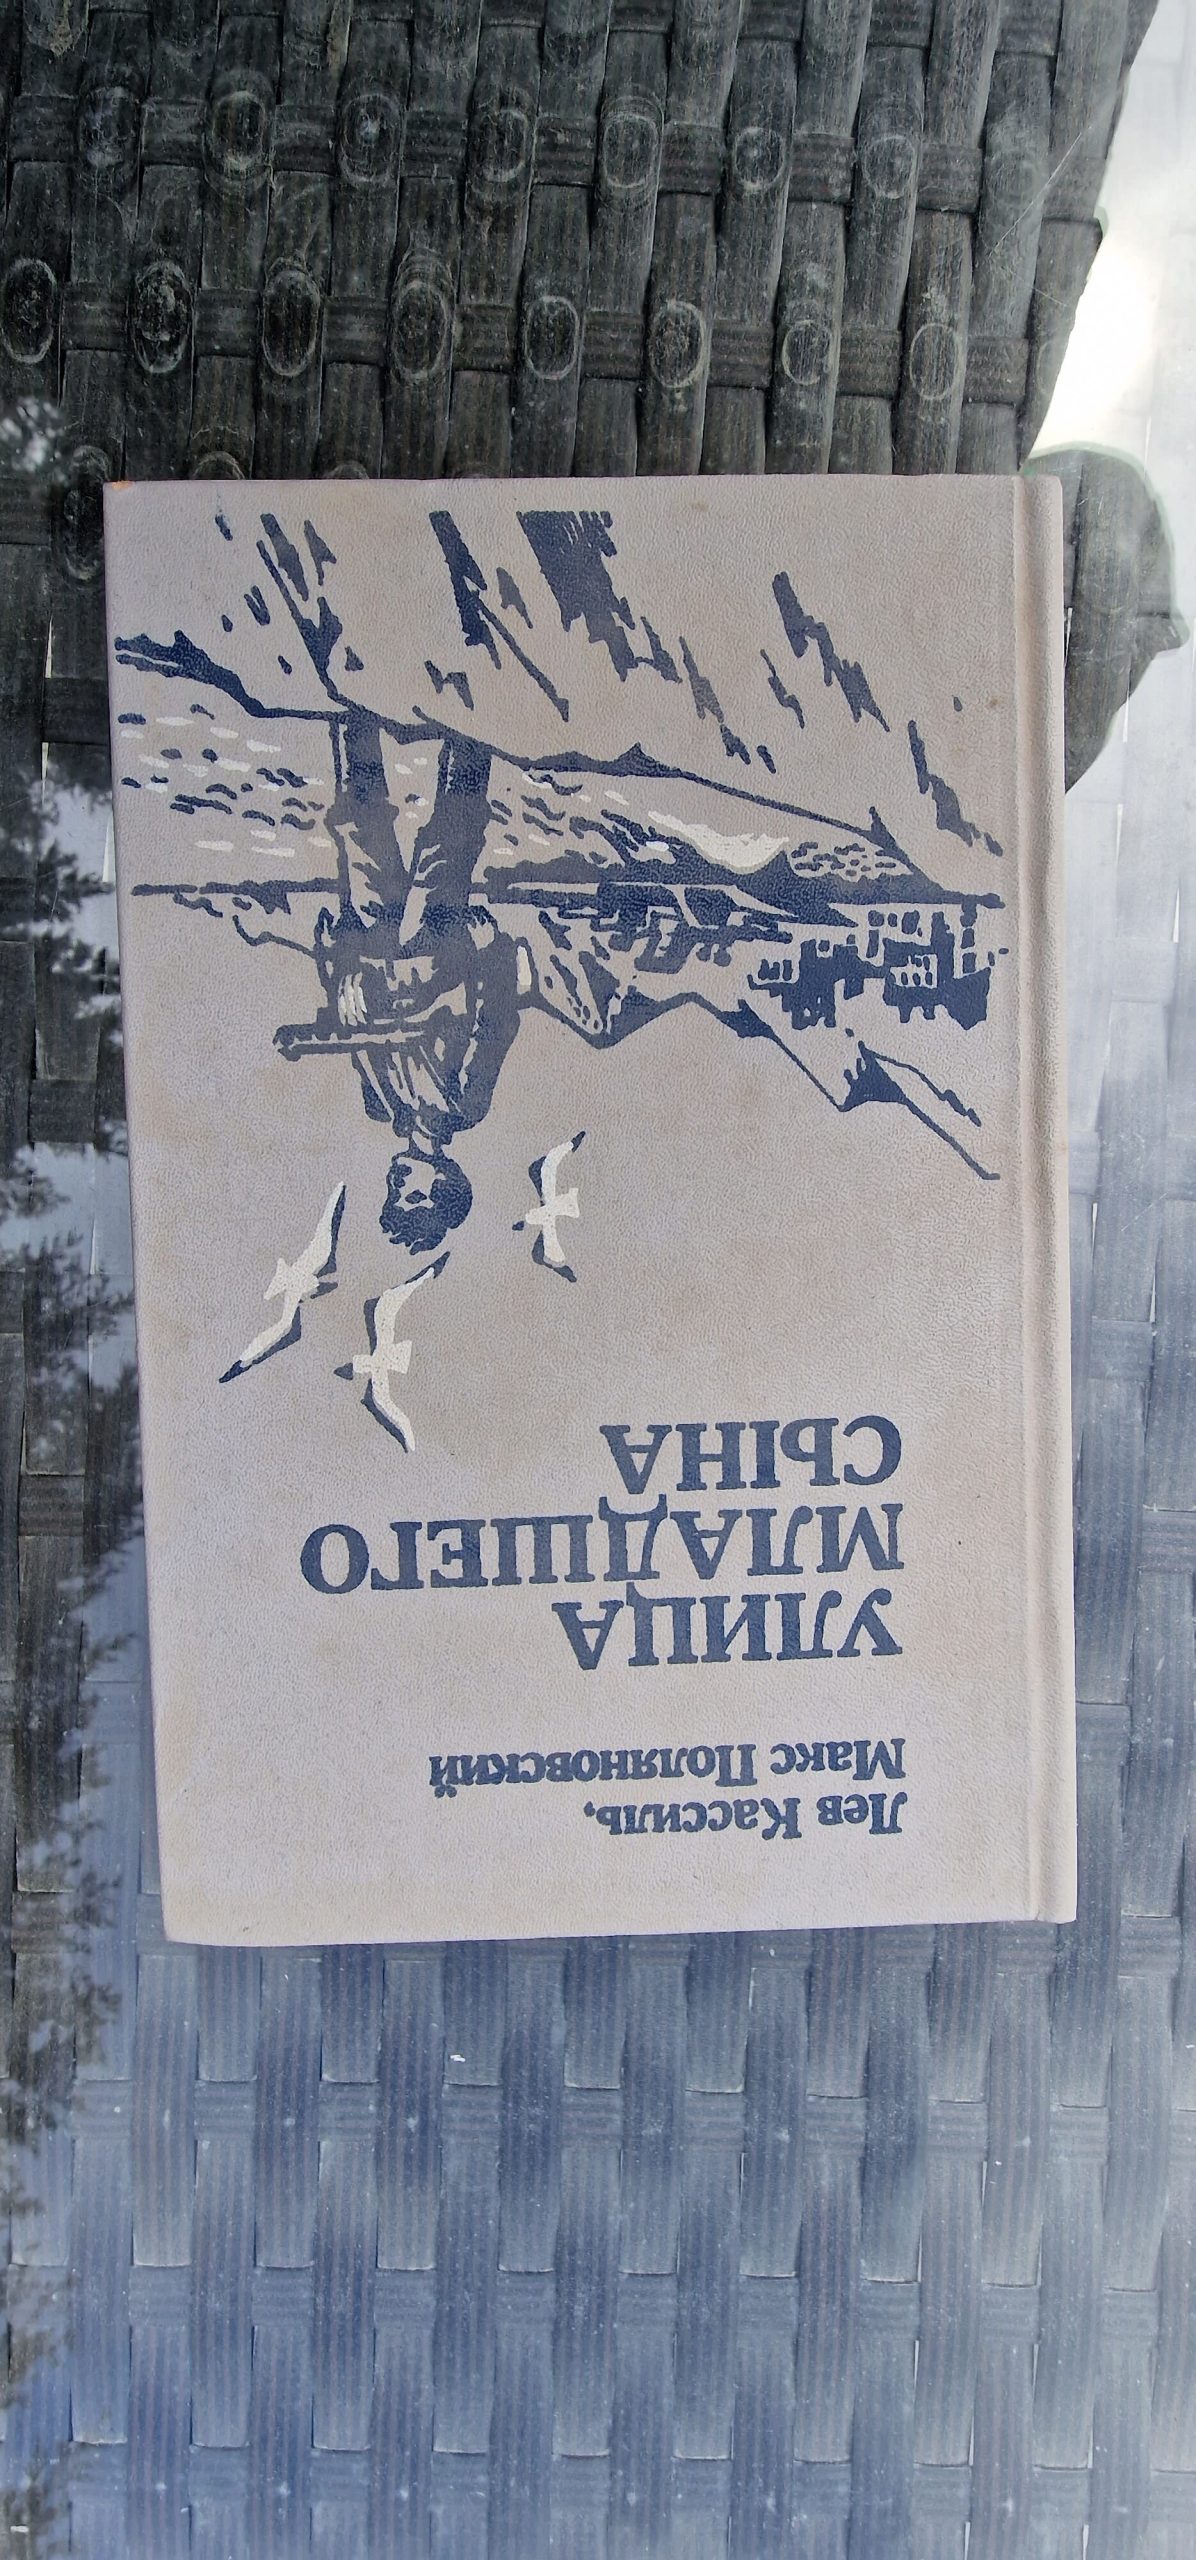 Лев Кассиль,
Макс Поляновский
УЛИЦА
МЛАДШЕГО
СЫНА